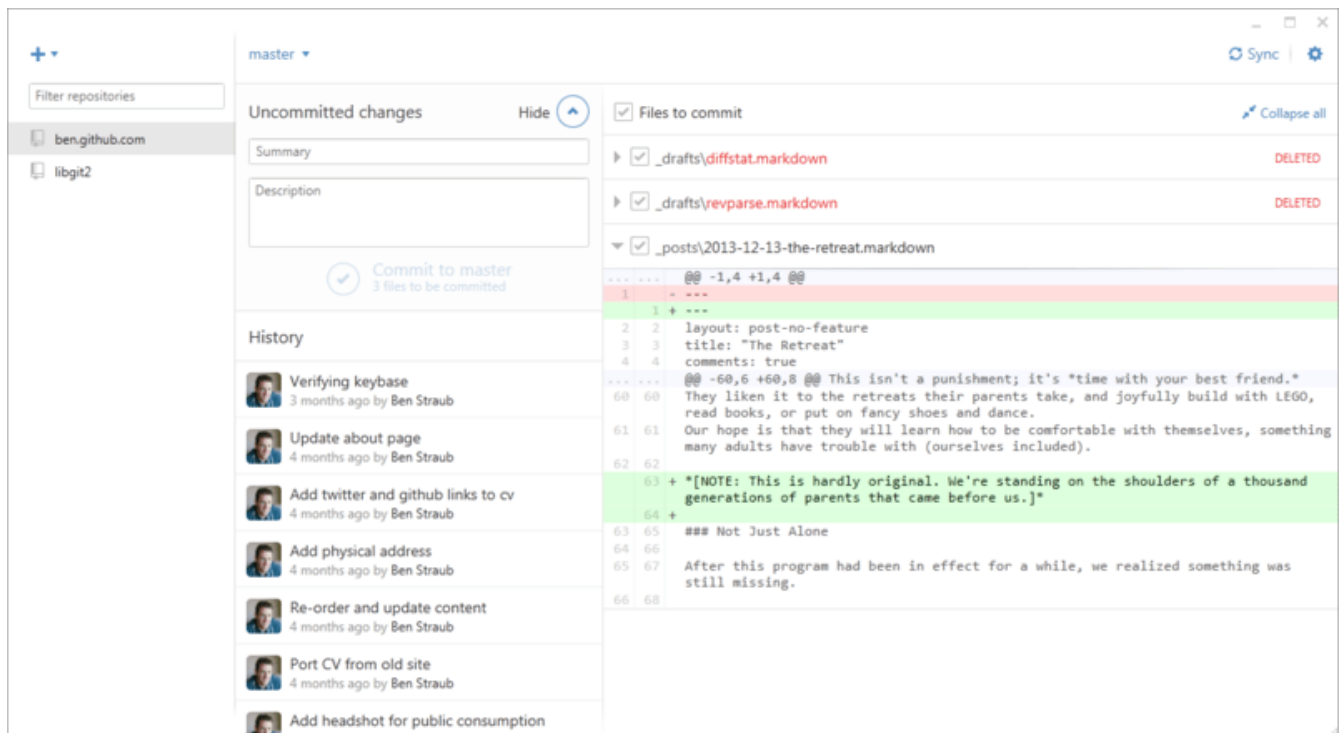 master
Sync
Filter repositories
ben.github.com
libgit2
Uncommitted changes
Hide
Summary
Description
Commit to master
3 files to be committed
History
Verifying keybase
3 months ago by Ben Straub
Update about page
4 months ago by Ben Straub
Add twitter and github links to cv
4 months ago by Ben Straub
Add physical address
4 months ago by Ben Straub
Re-order and update content
4 months ago by Ben Straub
Port CV from old site
4 months ago by Ben Straub
Add headshot for public consumption
Files to commit
Collapse all
_drafts\diffstat.markdown DELETED
_drafts\revparse.markdown DELETED
_posts\2013-12-13-the-retreat.markdown
... ... @@ -1,4 +1,4 @@
1 - ---
1 + ---
2 2 layout: post-no-feature
3 3 title: "The Retreat"
4 4 comments: true
... ... @@ -60,6 +60,8 @@ This isn't a punishment; it's *time with your best friend.*
60 60 They liken it to the retreats their parents take, and joyfully build with LEGO,
read books, or put on fancy shoes and dance.
61 61 Our hope is that they will learn how to be comfortable with themselves, something
many adults have trouble with (ourselves included).
62 62
63 + *[NOTE: This is hardly original. We're standing on the shoulders of a thousand
generations of parents that came before us.]*
64 +
63 65 ### Not Just Alone
64 66
65 67 After this program had been in effect for a while, we realized something was
still missing.
66 68